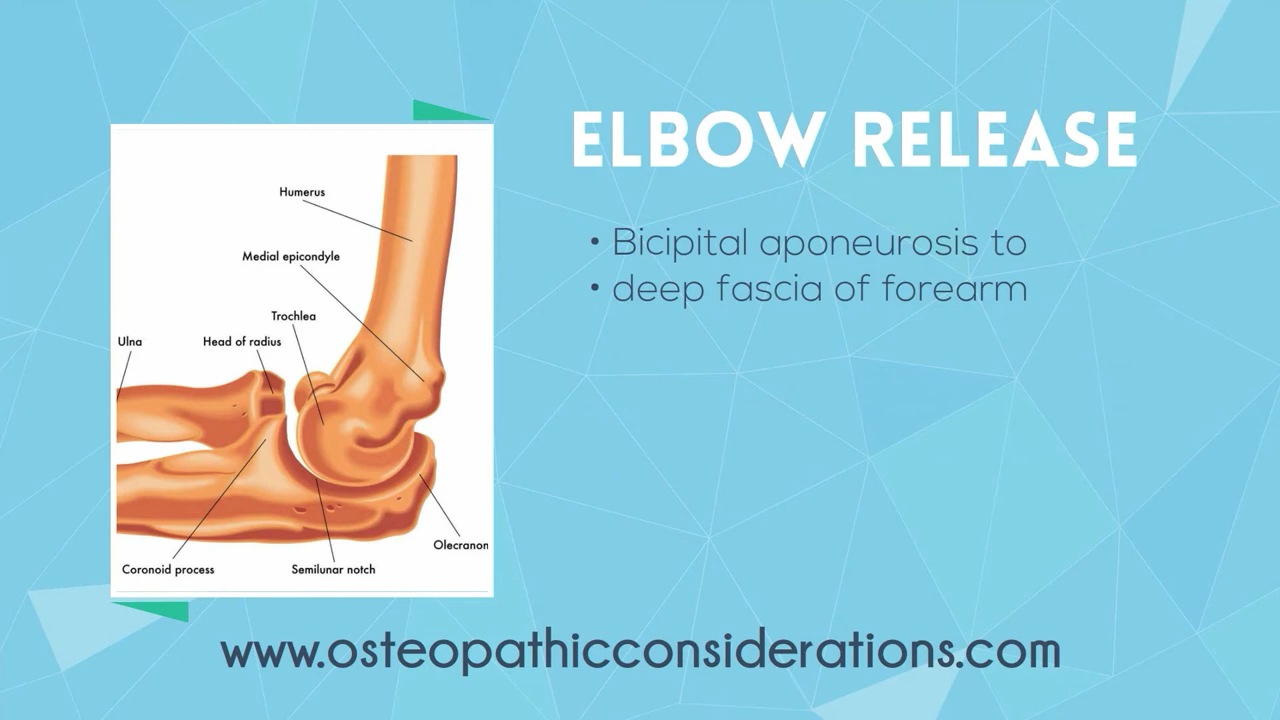 ELBOW RELEASE
• Bicipital aponeurosis to
• deep fascia of forearm
Humerus
Medial epicondyle
Trochlea
Ulna
Head of radius
Olecranon
Coronoid process
Semilunar notch
www.osteopathicconsiderations.com